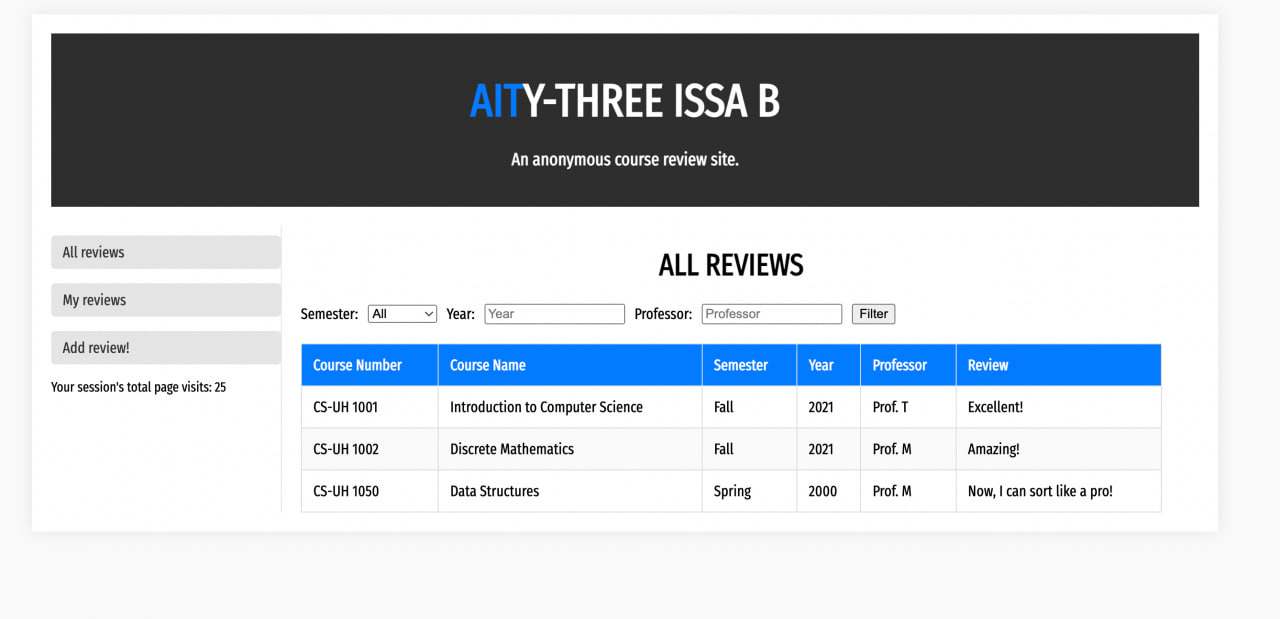 AITY-THREE ISSA B
An anonymous course review site.
All reviews
My reviews
Add review!
Your session's total page visits: 25
ALL REVIEWS
Semester: All Year: Year Professor: Professor Filter
Course Number Course Name Semester Year Professor Review
CS-UH 1001 Introduction to Computer Science Fall 2021 Prof. T Excellent!
CS-UH 1002 Discrete Mathematics Fall 2021 Prof. M Amazing!
CS-UH 1050 Data Structures Spring 2000 Prof. M Now, I can sort like a pro!